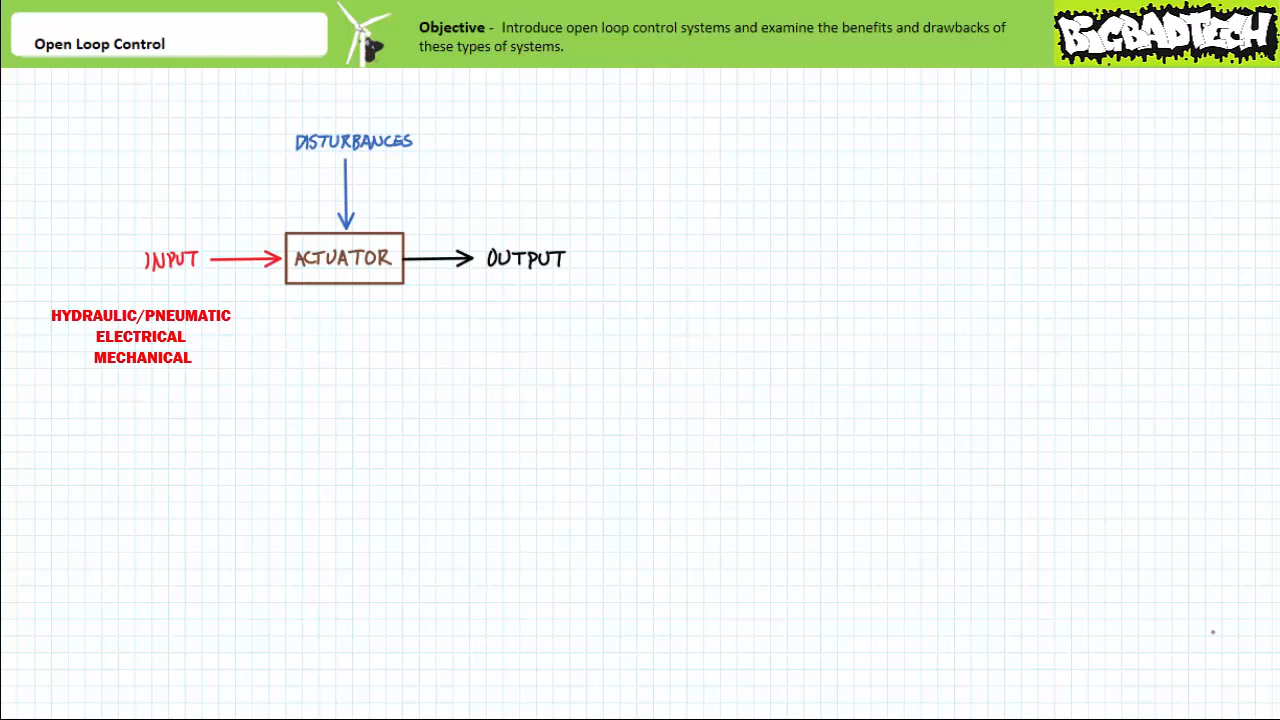 Open Loop Control
Objective - Introduce open loop control systems and examine the benefits and drawbacks of
these types of systems.
BIGBADTECH
DISTURBANCES
INPUT
ACTUATOR
OUTPUT
HYDRAULIC/PNEUMATIC
ELECTRICAL
MECHANICAL